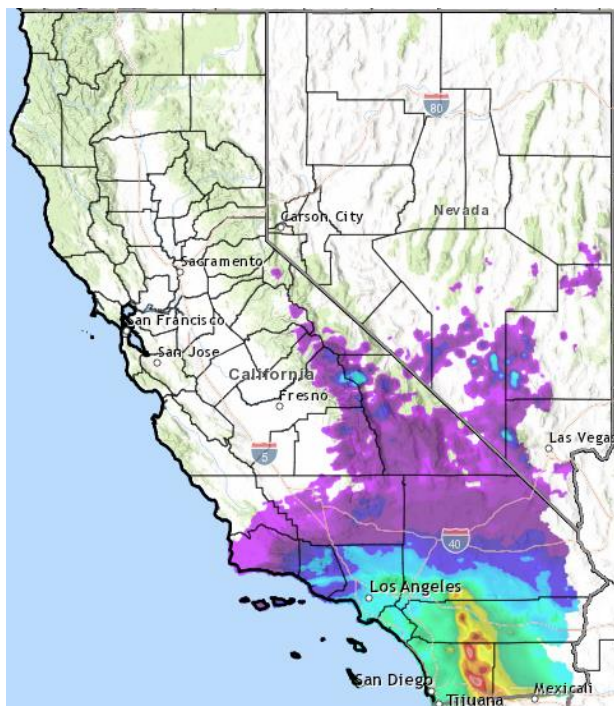 80
Carson City
Nevada
Sacramento
San Francisco
San Jose
California
Fresno
Las Vegas
5
40
Los Angeles
San Diego
Mexicali
Tijuana